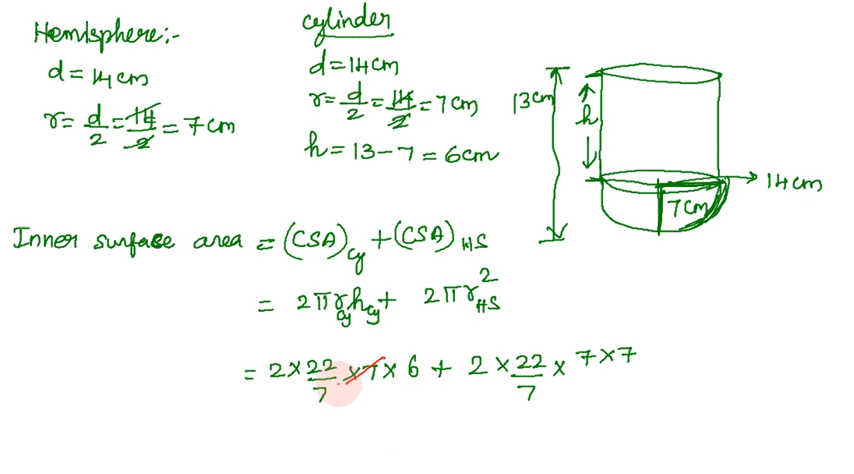 Hemisphere:-
d = 14cm
r = d/2 = 14/2 = 7cm
cylinder
d = 14cm
r = d/2 = 14/2 = 7cm
h = 13 - 7 = 6cm
13cm
h
14cm
7cm
Inner surface area = (CSA)Cy + (CSA)HS
= 2πrCy hCy + 2πr²HS
= 2 × 22/7 × 7 × 6 + 2 × 22/7 × 7 × 7